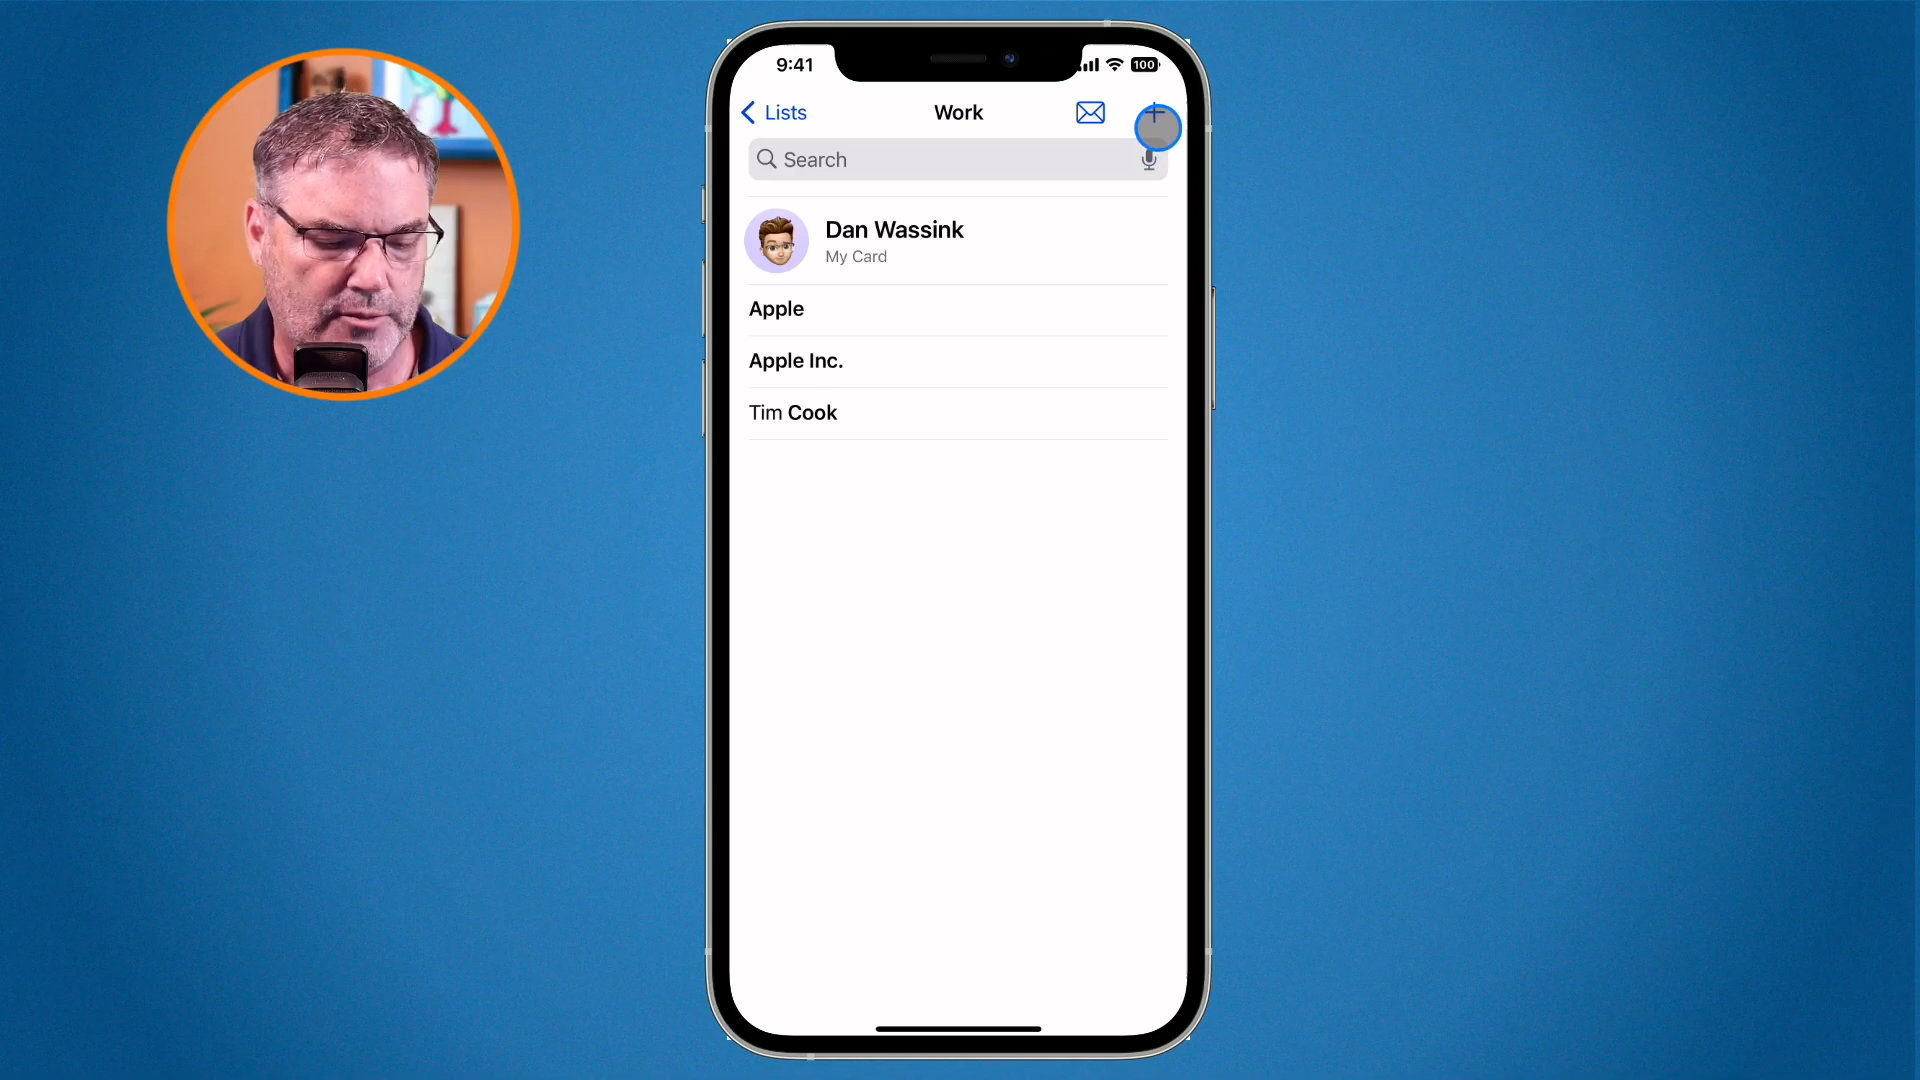 9:41
100
Lists
Work
Search
Dan Wassink
My Card
Apple
Apple Inc.
Tim Cook